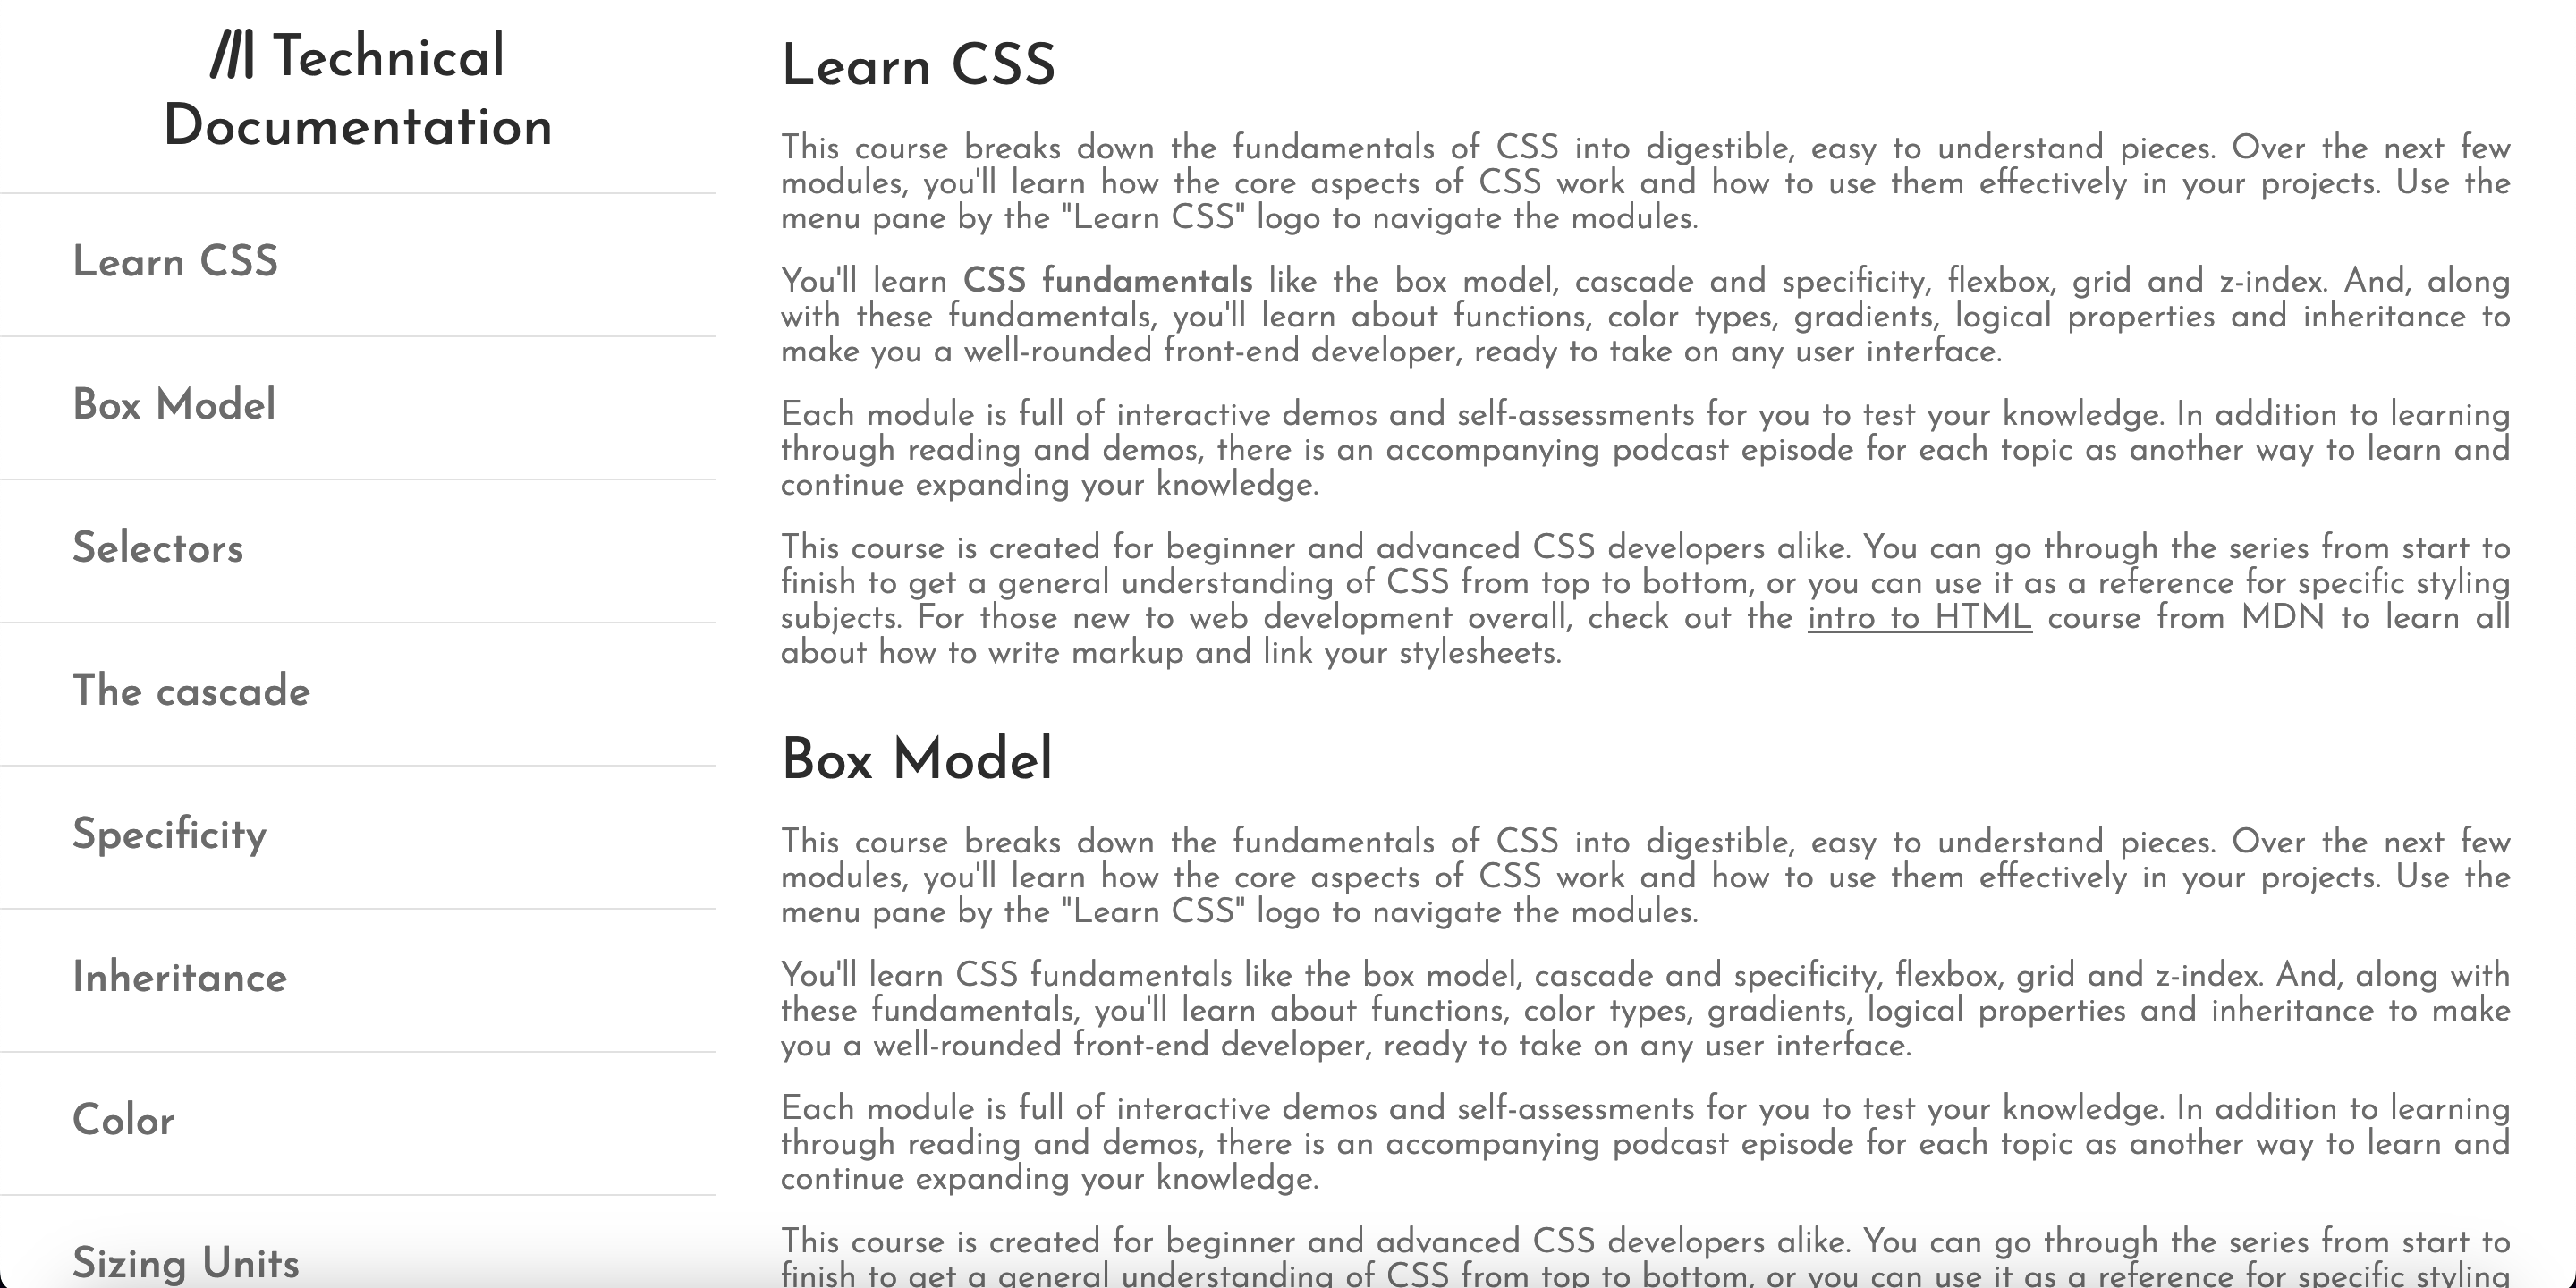 Technical
Documentation
Learn CSS
Box Model
Selectors
The cascade
Specificity
Inheritance
Color
Sizing Units
Learn CSS
This course breaks down the fundamentals of CSS into digestible, easy to understand pieces. Over the next few
modules, you'll learn how the core aspects of CSS work and how to use them effectively in your projects. Use the
menu pane by the "Learn CSS" logo to navigate the modules.
You'll learn CSS fundamentals like the box model, cascade and specificity, flexbox, grid and z-index. And, along
with these fundamentals, you'll learn about functions, color types, gradients, logical properties and inheritance to
make you a well-rounded front-end developer, ready to take on any user interface.
Each module is full of interactive demos and self-assessments for you to test your knowledge. In addition to learning
through reading and demos, there is an accompanying podcast episode for each topic as another way to learn and
continue expanding your knowledge.
This course is created for beginner and advanced CSS developers alike. You can go through the series from start to
finish to get a general understanding of CSS from top to bottom, or you can use it as a reference for specific styling
subjects. For those new to web development overall, check out the intro to HTML course from MDN to learn all
about how to write markup and link your stylesheets.
Box Model
This course breaks down the fundamentals of CSS into digestible, easy to understand pieces. Over the next few
modules, you'll learn how the core aspects of CSS work and how to use them effectively in your projects. Use the
menu pane by the "Learn CSS" logo to navigate the modules.
You'll learn CSS fundamentals like the box model, cascade and specificity, flexbox, grid and z-index. And, along with
these fundamentals, you'll learn about functions, color types, gradients, logical properties and inheritance to make
you a well-rounded front-end developer, ready to take on any user interface.
Each module is full of interactive demos and self-assessments for you to test your knowledge. In addition to learning
through reading and demos, there is an accompanying podcast episode for each topic as another way to learn and
continue expanding your knowledge.
This course is created for beginner and advanced CSS developers alike. You can go through the series from start to
finish to get a general understanding of CSS from top to bottom, or you can use it as a reference for specific styling